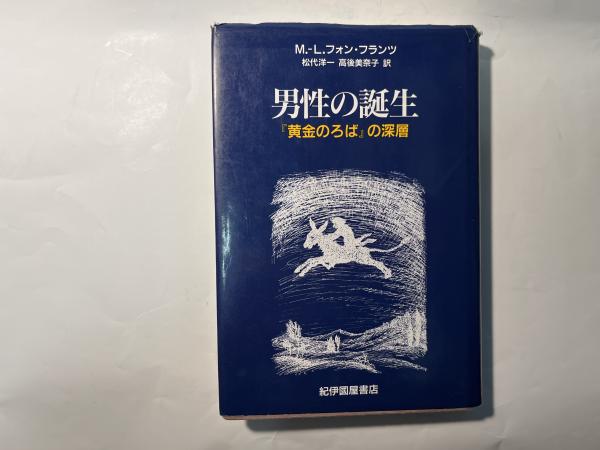 M.-L.フォン・フランツ
松代洋一 高後美奈子 訳
男性の誕生
『黄金のろば』の深層
紀伊國屋書店